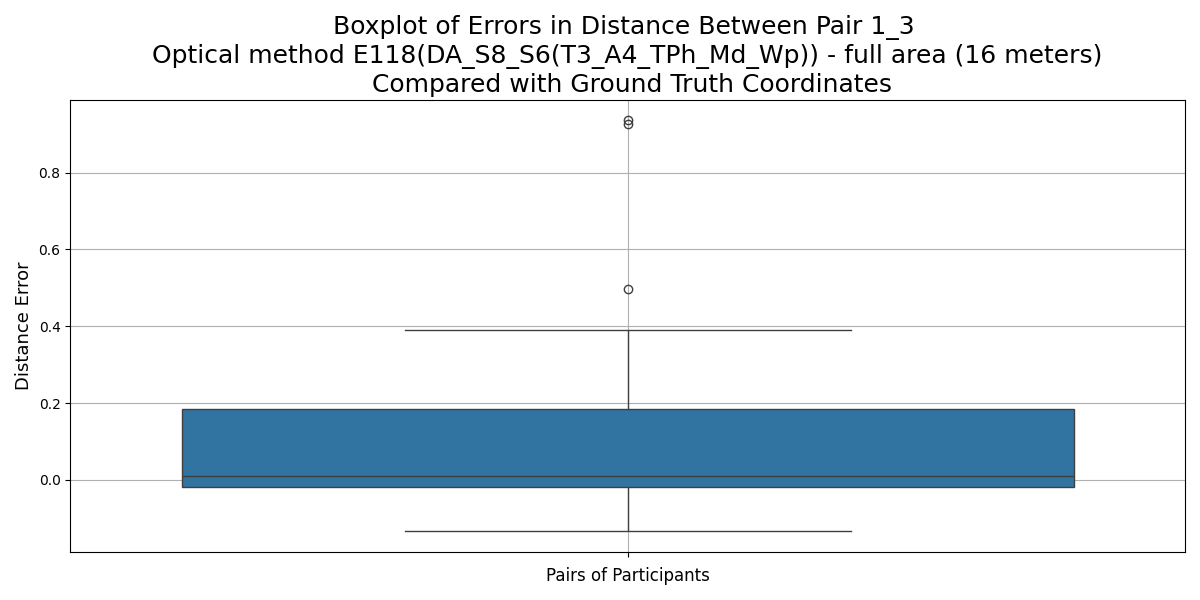 Boxplot of Errors in Distance Between Pair 1_3
Optical method E118(DA_S8_S6(T3_A4_TPh_Md_Wp)) - full area (16 meters)
Compared with Ground Truth Coordinates
0.8
0.6
0.4
0.2
0.0
Distance Error
Pairs of Participants